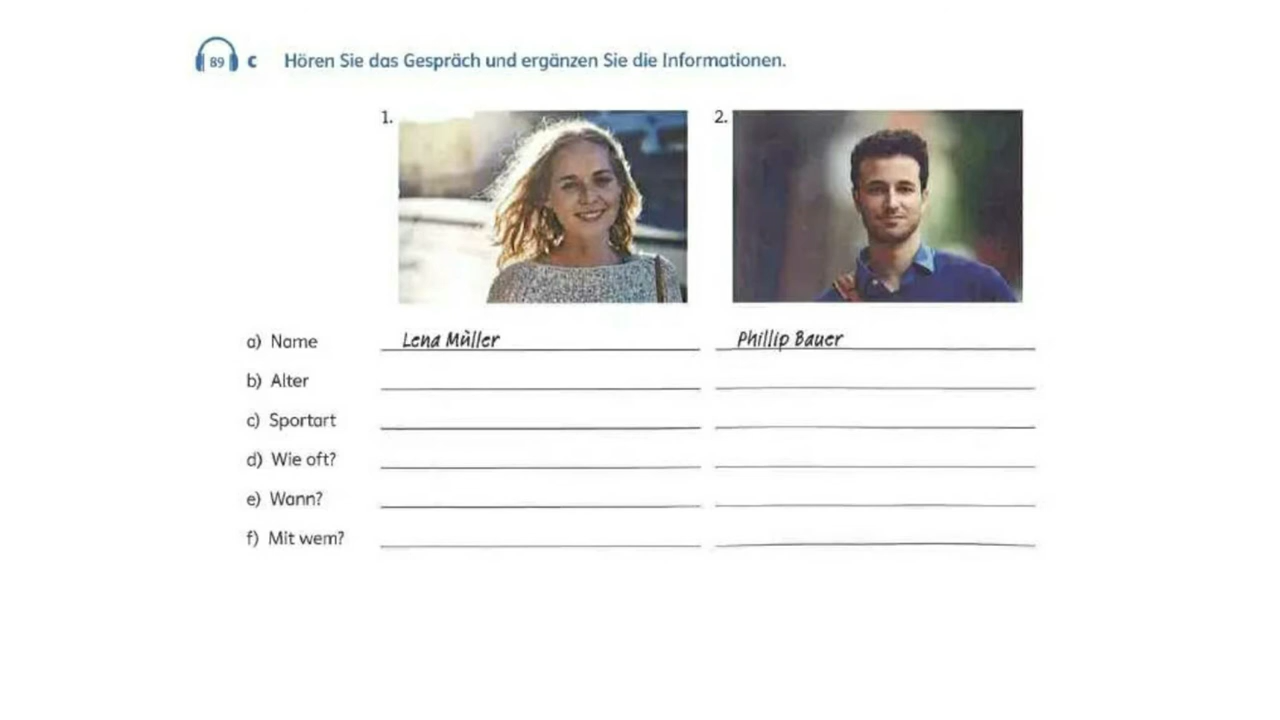 89 c Hören Sie das Gespräch und ergänzen Sie die Informationen.
1. 2.
a) Name Lena Müller Phillip Bauer
b) Alter
c) Sportart
d) Wie oft?
e) Wann?
f) Mit wem?